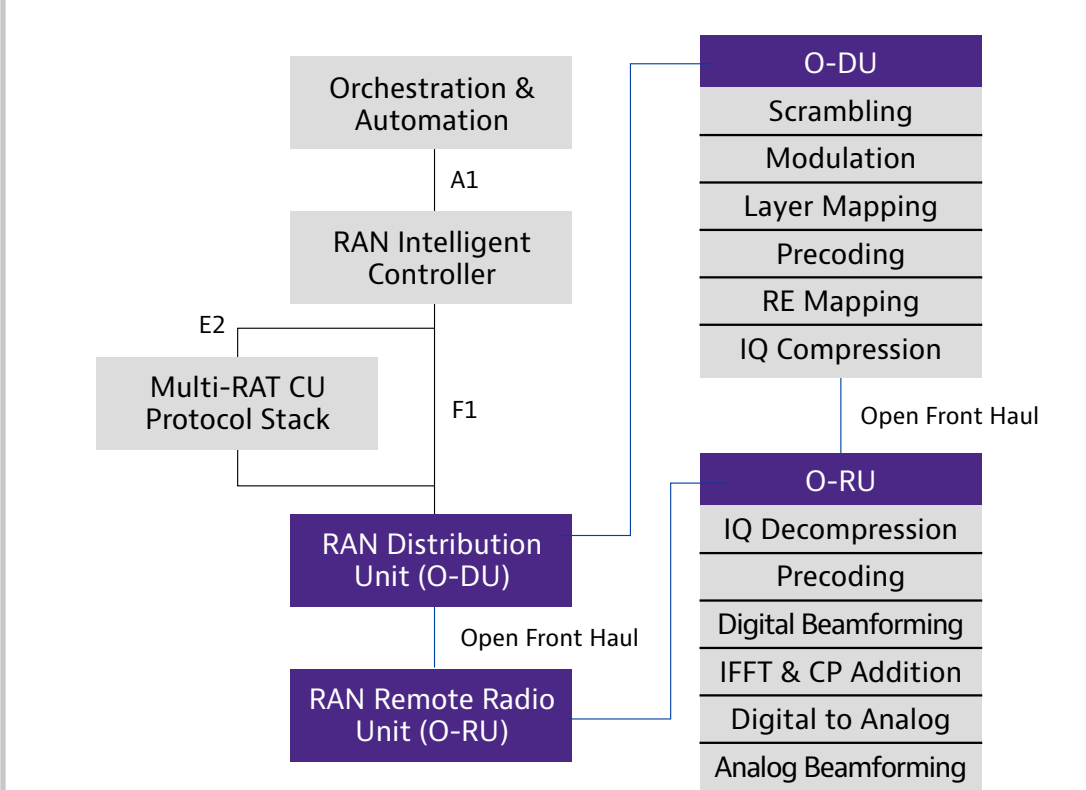 Orchestration &
Automation
A1
RAN Intelligent
Controller
E2
Multi-RAT CU
Protocol Stack
F1
RAN Distribution
Unit (O-DU)
Open Front Haul
RAN Remote Radio
Unit (O-RU)
O-DU
Scrambling
Modulation
Layer Mapping
Precoding
RE Mapping
IQ Compression
Open Front Haul
O-RU
IQ Decompression
Precoding
Digital Beamforming
IFFT & CP Addition
Digital to Analog
Analog Beamforming